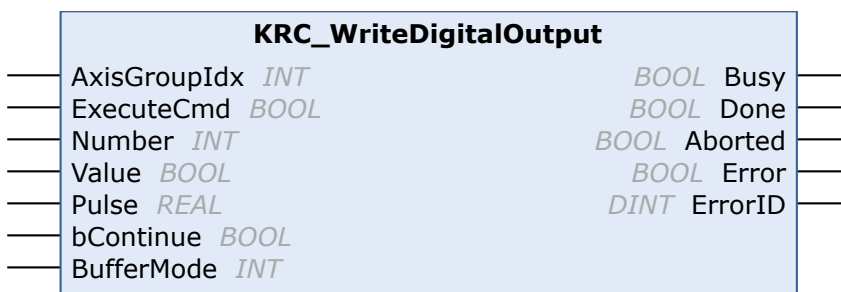 KRC_WriteDigitalOutput
AxisGroupIdx INT BOOL Busy
ExecuteCmd BOOL BOOL Done
Number INT BOOL Aborted
Value BOOL BOOL Error
Pulse REAL DINT ErrorID
bContinue BOOL
BufferMode INT